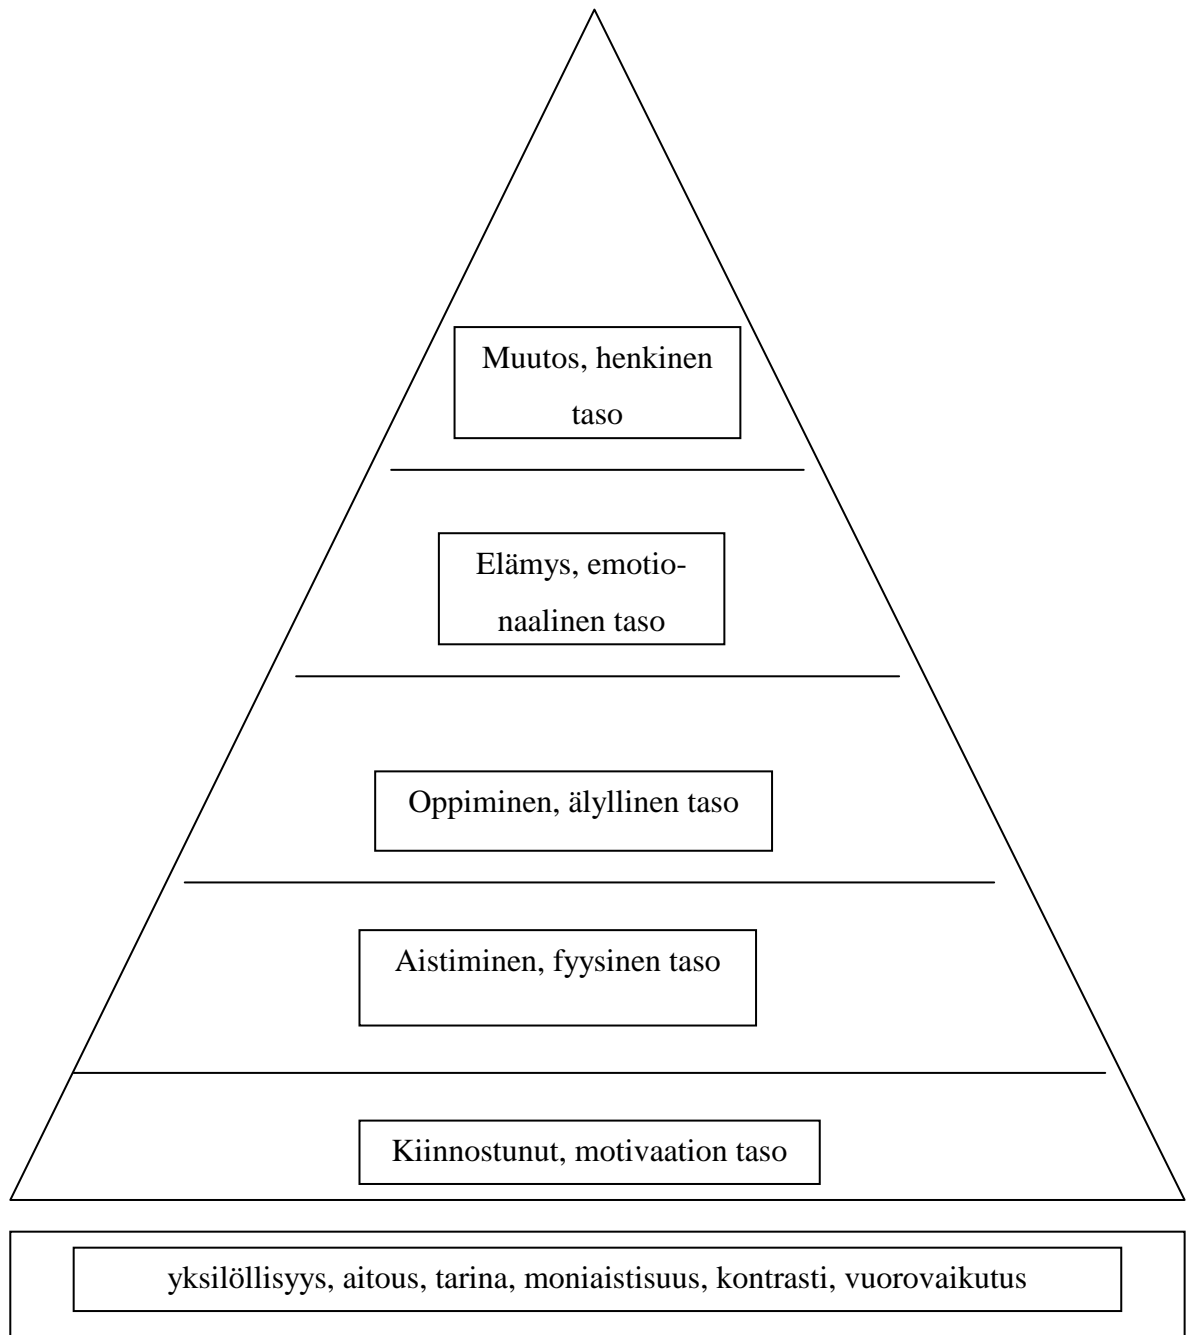 Muutos, henkinen
taso
Elämys, emotio-
naalinen taso
Oppiminen, älyllinen taso
Aistiminen, fyysinen taso
Kiinnostunut, motivaation taso
yksilöllisyys, aitous, tarina, moniaistisuus, kontrasti, vuorovaikutus